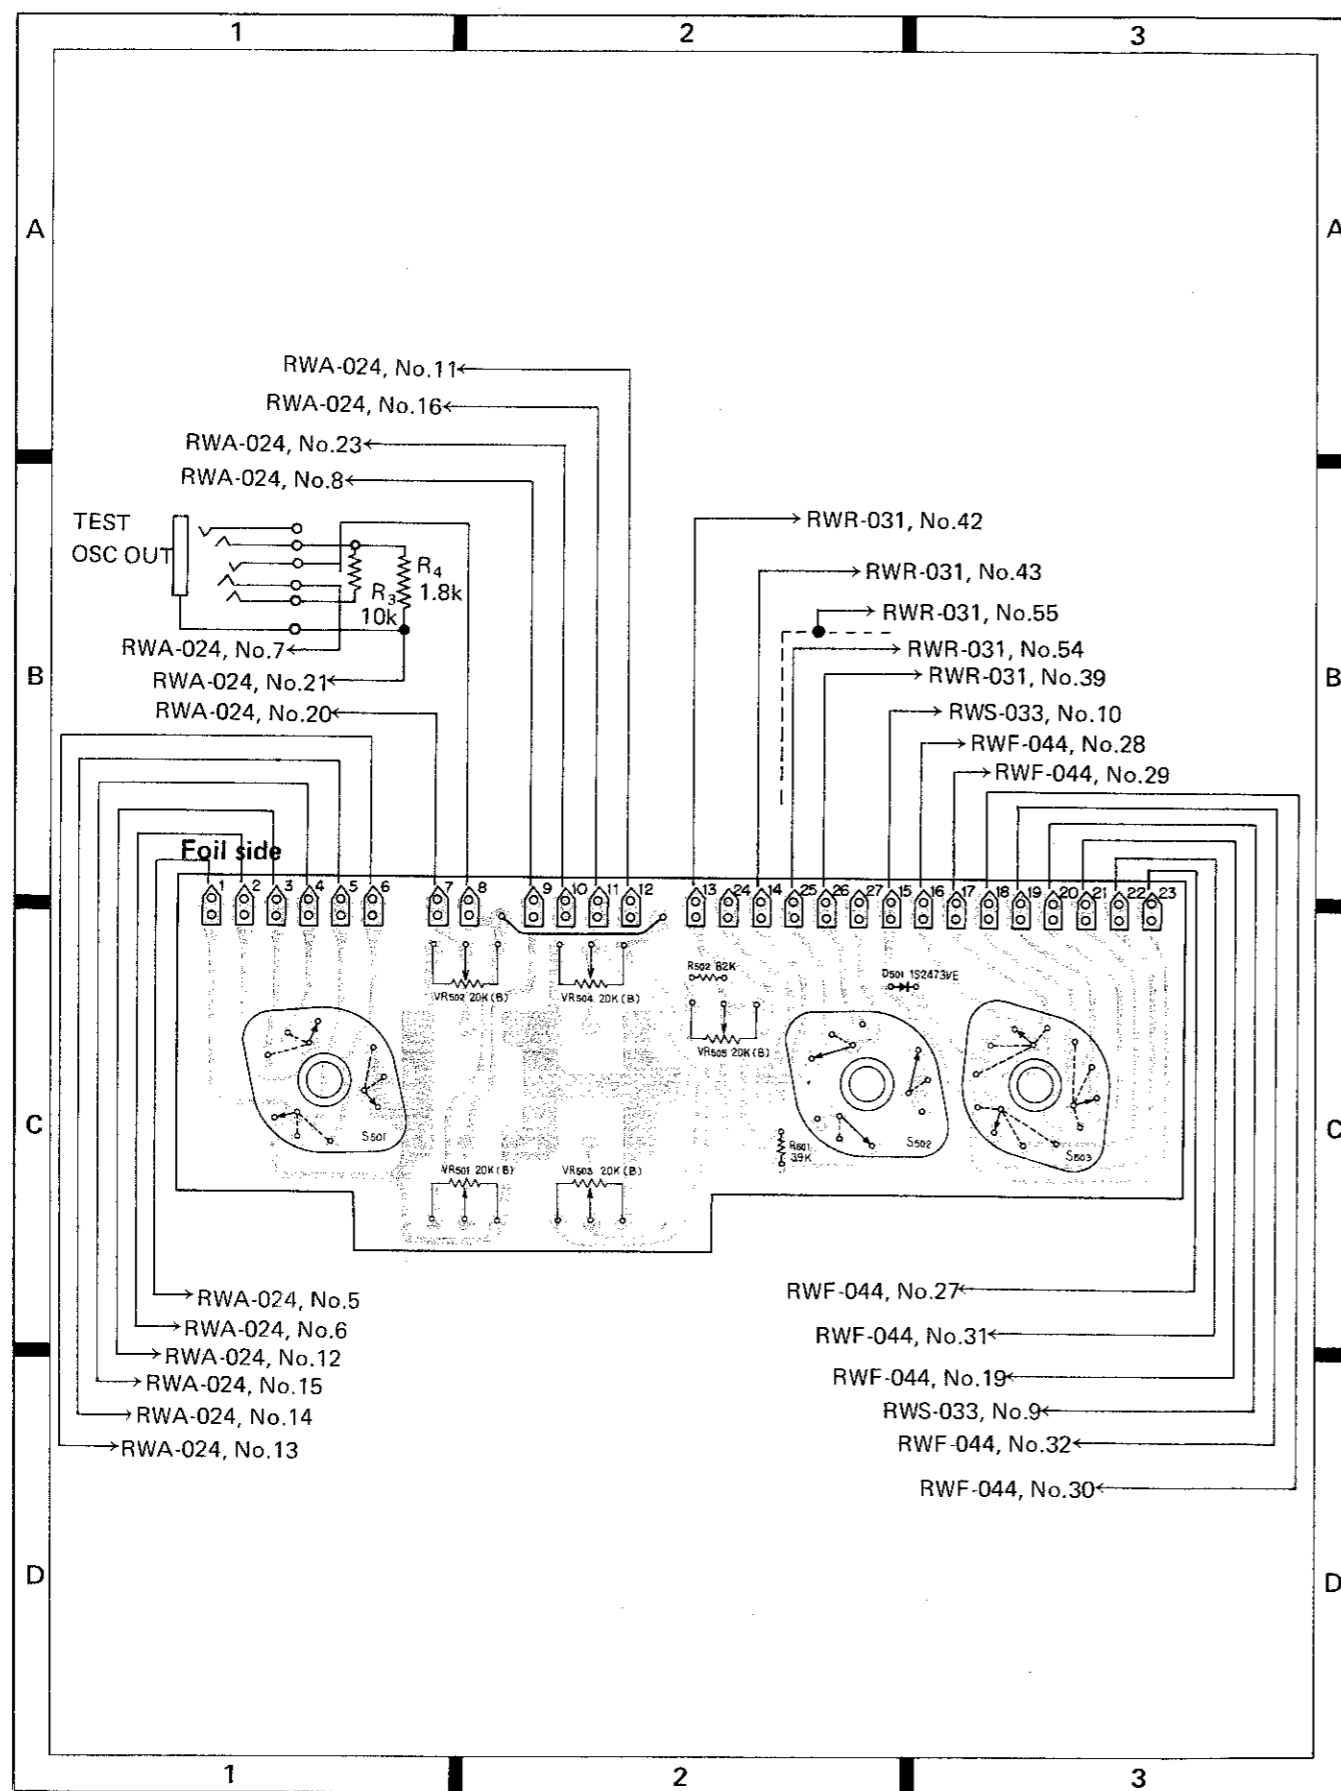 1 2 3
A A
RWA-024, No.11
RWA-024, No.16
RWA-024, No.23
RWA-024, No.8
TEST
OSC OUT
R3
10k
R4
1.8k
RWA-024, No.7
RWA-024, No.21
RWA-024, No.20
RWR-031, No.42
RWR-031, No.43
RWR-031, No.55
RWR-031, No.54
RWR-031, No.39
RWS-033, No.10
RWF-044, No.28
RWF-044, No.29
B B
Foil side
1 2 3 4 5 6 7 8 9 10 11 12 13 24 14 25 26 27 15 16 17 18 19 20 21 22 23
R502 82K
D501 1S2473VE
VR502 20K(B)
VR504 20K(B)
VR505 20K(B)
C C
S501
S502
S503
R501
39K
VR501 20K(B)
VR503 20K(B)
RWA-024, No.5
RWA-024, No.6
RWA-024, No.12
RWA-024, No.15
RWA-024, No.14
RWA-024, No.13
RWF-044, No.27
RWF-044, No.31
RWF-044, No.19
RWS-033, No.9
RWF-044, No.32
RWF-044, No.30
D D
1 2 3